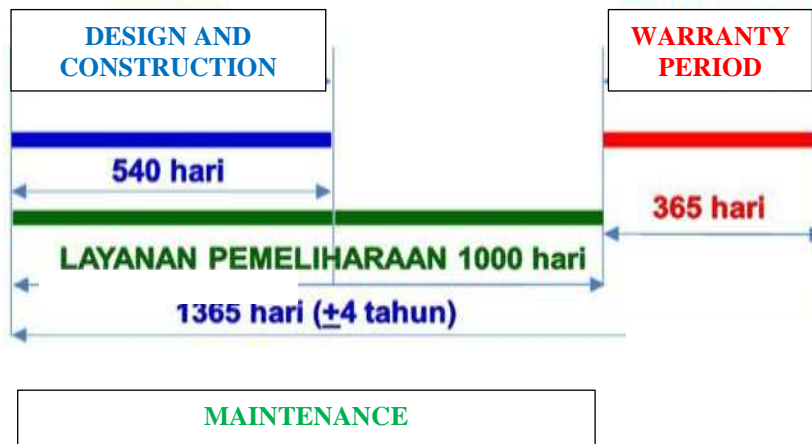 DESIGN AND
CONSTRUCTION
WARRANTY
PERIOD
540 hari
365 hari
LAYANAN PEMELIHARAAN 1000 hari
1365 hari (±4 tahun)
MAINTENANCE